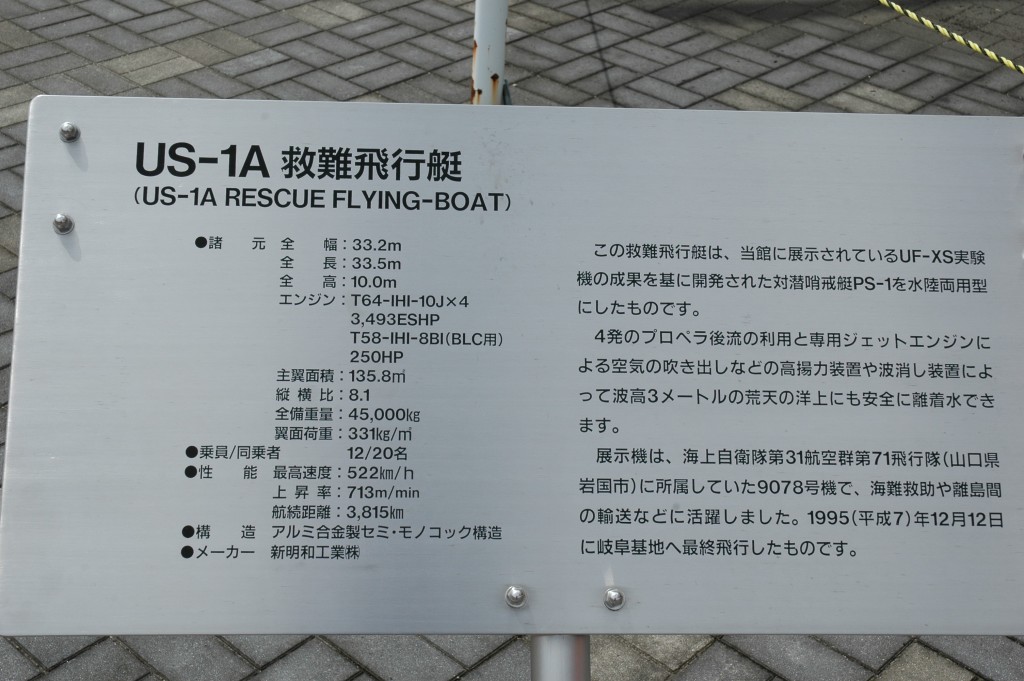 US-1A 救難飛行艇
(US-1A RESCUE FLYING-BOAT)
●諸 元 全 幅：33.2m
全 長：33.5m
全 高：10.0m
エンジン：T64-IHI-10J×4
3,493ESHP
T58-IHI-8BI(BLC用)
250HP
主翼面積：135.8㎡
縦 横 比：8.1
全備重量：45,000㎏
翼面荷重：331㎏/㎡
●乗員/同乗者 12/20名
●性 能 最高速度：522㎞/h
上 昇 率：713m/min
航続距離：3,815㎞
●構 造 アルミ合金製セミ・モノコック構造
●メーカー 新明和工業㈱
この救難飛行艇は、当館に展示されているUF-XS実験
機の成果を基に開発された対潜哨戒艇PS-1を水陸両用型
にしたものです。
4発のプロペラ後流の利用と専用ジェットエンジンに
よる空気の吹き出しなどの高揚力装置や波消し装置によ
って波高3メートルの荒天の洋上にも安全に離着水でき
ます。
展示機は、海上自衛隊第31航空群第71飛行隊(山口県
岩国市)に所属していた9078号機で、海難救助や離島間
の輸送などに活躍しました。1995(平成7)年12月12日
に岐阜基地へ最終飛行したものです。